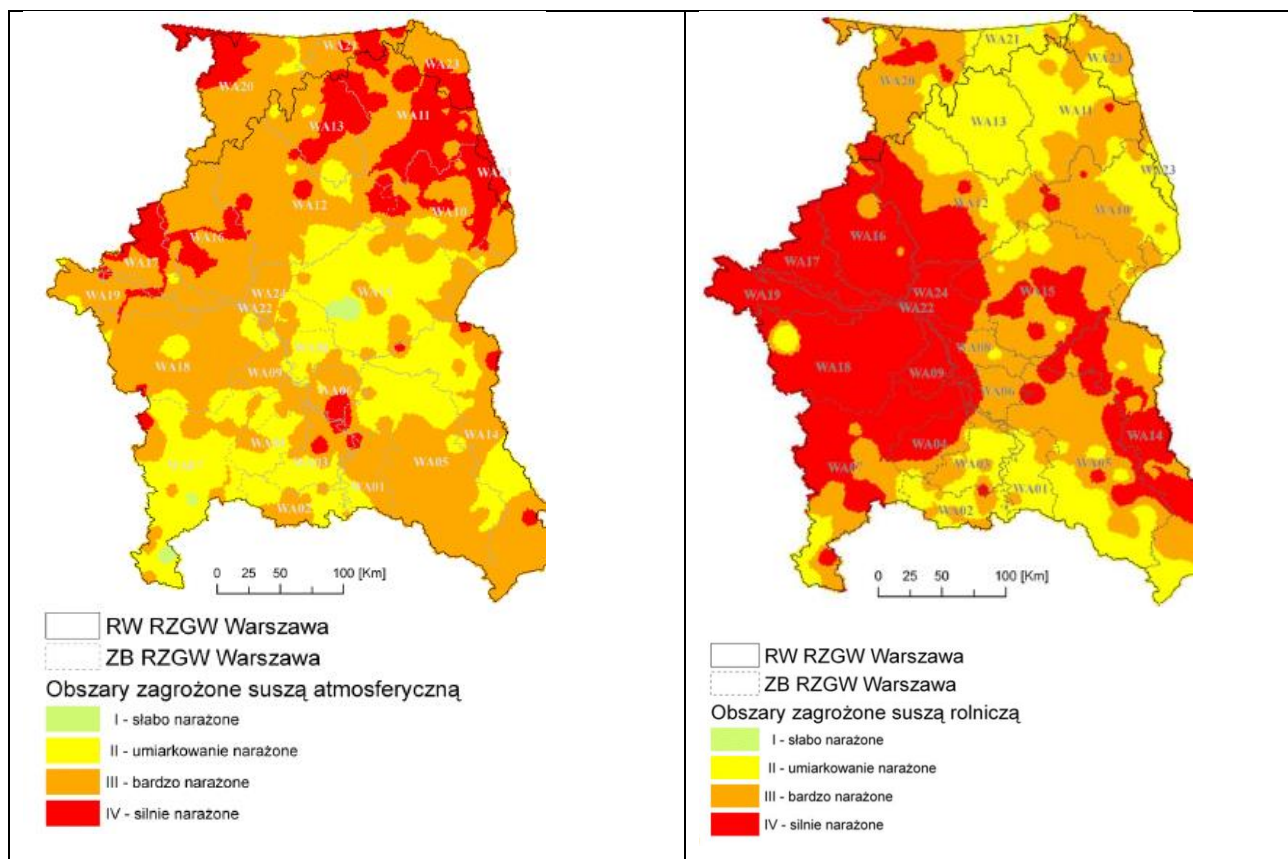 WA21
WA23
WA20
WA13
WA11
WA12
WA10
WA16
WA17
WA19
WA24
WA22
WA18
WA09
WA06
WA14
WA05
WA03
WA01
WA02
0 25 50 100 [Km]
RW RZGW Warszawa
ZB RZGW Warszawa
Obszary zagrożone suszą atmosferyczną
I - słabo narażone
II - umiarkowanie narażone
III - bardzo narażone
IV - silnie narażone
WA21
WA23
WA20
WA11
WA13
WA23
WA12
WA10
WA16
WA17
WA24
WA15
WA19
WA22
WA08
WA18
WA09
WA06
WA14
WA04
WA03
WA05
WA01
WA02
0 25 50 100 [Km]
RW RZGW Warszawa
ZB RZGW Warszawa
Obszary zagrożone suszą rolniczą
I - słabo narażone
II - umiarkowanie narażone
III - bardzo narażone
IV - silnie narażone